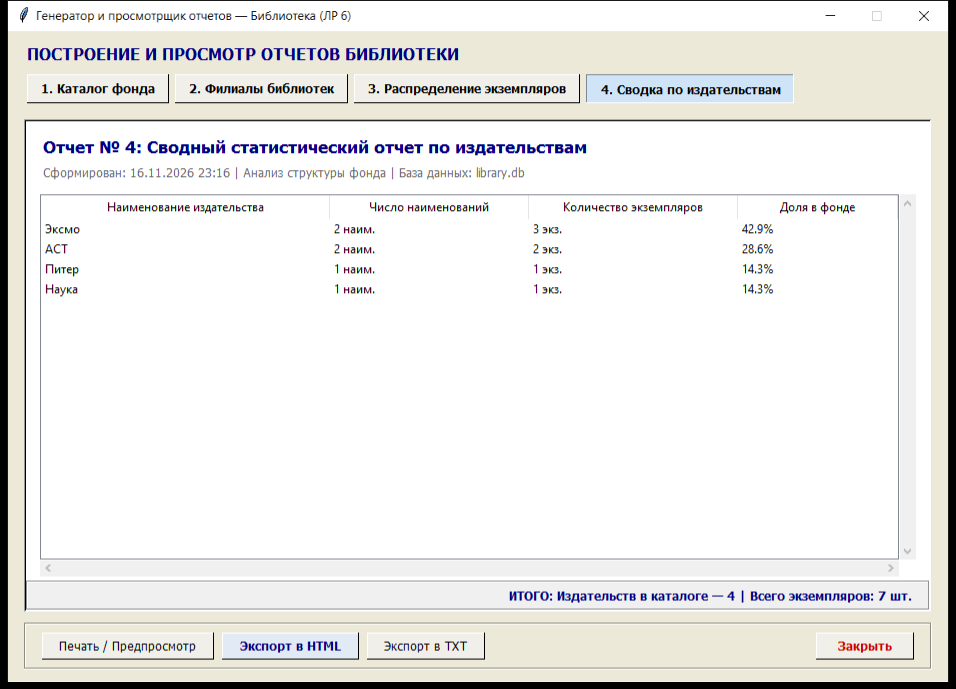 Генератор и просмотрщик отчетов — Библиотека (ЛР 6)
ПОСТРОЕНИЕ И ПРОСМОТР ОТЧЕТОВ БИБЛИОТЕКИ
1. Каталог фонда 2. Филиалы библиотек 3. Распределение экземпляров 4. Сводка по издательствам
Отчет № 4: Сводный статистический отчет по издательствам
Сформирован: 16.11.2026 23:16 | Анализ структуры фонда | База данных: library.db
Наименование издательства Число наименований Количество экземпляров Доля в фонде
Эксмо 2 наим. 3 экз. 42.9%
АСТ 2 наим. 2 экз. 28.6%
Питер 1 наим. 1 экз. 14.3%
Наука 1 наим. 1 экз. 14.3%
ИТОГО: Издательств в каталоге — 4 | Всего экземпляров: 7 шт.
Печать / Предпросмотр Экспорт в HTML Экспорт в TXT Закрыть